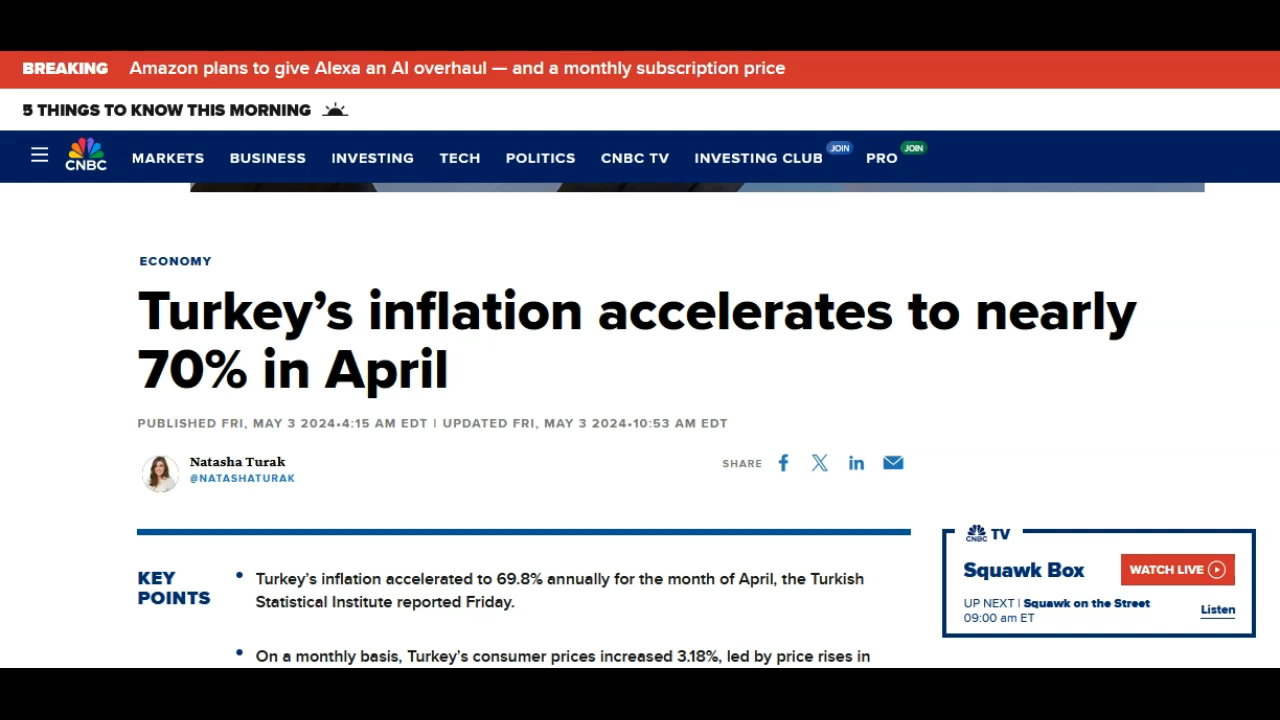 BREAKING Amazon plans to give Alexa an AI overhaul — and a monthly subscription price
5 THINGS TO KNOW THIS MORNING
CNBC MARKETS BUSINESS INVESTING TECH POLITICS CNBC TV INVESTING CLUB JOIN PRO JOIN
ECONOMY
Turkey’s inflation accelerates to nearly
70% in April
PUBLISHED FRI, MAY 3 2024•4:15 AM EDT | UPDATED FRI, MAY 3 2024•10:53 AM EDT
Natasha Turak
@NATASHATURAK
SHARE
KEY
POINTS
• Turkey’s inflation accelerated to 69.8% annually for the month of April, the Turkish
Statistical Institute reported Friday.
• On a monthly basis, Turkey’s consumer prices increased 3.18%, led by price rises in
CNBC TV
Squawk Box
WATCH LIVE
UP NEXT | Squawk on the Street
09:00 am ET
Listen